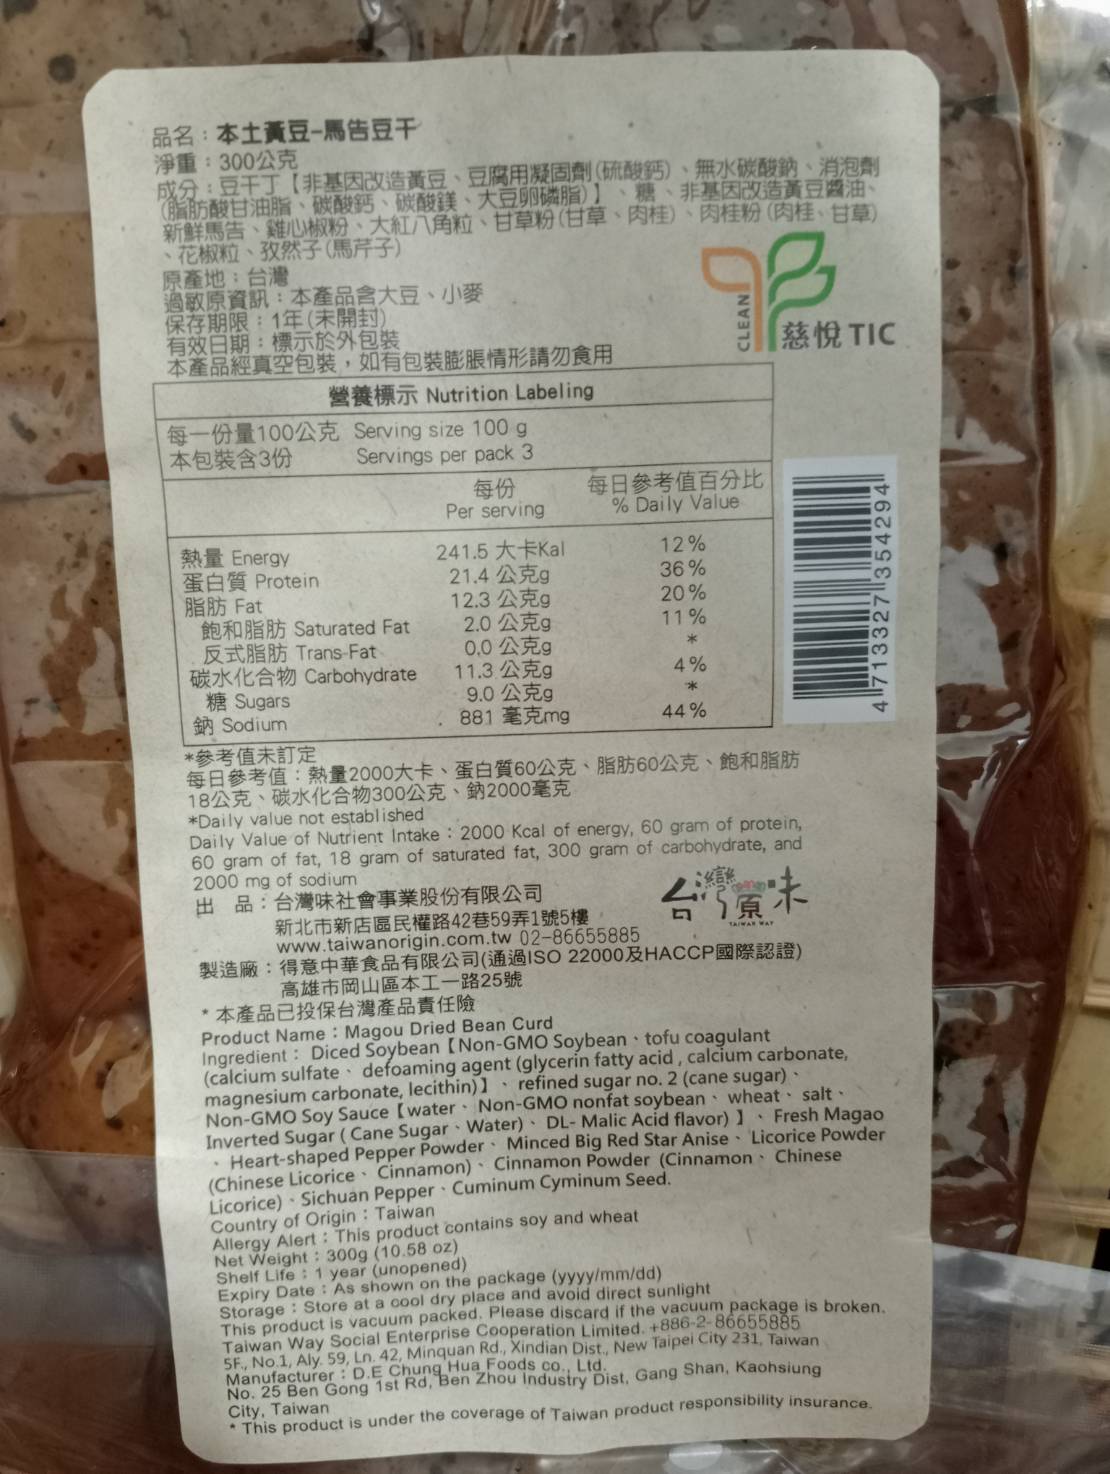 品名：本土黃豆-馬告豆干
淨重：300公克
成分：豆干丁【非基因改造黃豆、豆腐用凝固劑(硫酸鈣)、無水碳酸鈉、消泡劑
(脂肪酸甘油脂、碳酸鈣、碳酸鎂、大豆卵磷脂)】、糖、非基因改造黃豆醬油、
新鮮馬告、雞心椒粉、大紅八角粒、甘草粉(甘草、肉桂)、肉桂粉(肉桂、甘草)
、花椒粒、孜然子(馬芹子)
原產地：台灣
過敏原資訊：本產品含大豆、小麥
保存期限：1年(未開封)
有效日期：標示於外包裝
本產品經真空包裝，如有包裝膨脹情形請勿食用
CLEAN
慈悅 TIC
營養標示 Nutrition Labeling
每一份量100公克 Serving size 100 g
本包裝含3份 Servings per pack 3
每份 每日參考值百分比
Per serving % Daily Value
熱量 Energy 241.5 大卡Kal 12%
蛋白質 Protein 21.4 公克g 36%
脂肪 Fat 12.3 公克g 20%
飽和脂肪 Saturated Fat 2.0 公克g 11%
反式脂肪 Trans-Fat 0.0 公克g *
碳水化合物 Carbohydrate 11.3 公克g 4%
糖 Sugars 9.0 公克g *
鈉 Sodium 881 毫克mg 44%
4713327354294
*參考值未訂定
每日參考值：熱量2000大卡、蛋白質60公克、脂肪60公克、飽和脂肪
18公克、碳水化合物300公克、鈉2000毫克
*Daily value not established
Daily Value of Nutrient Intake：2000 Kcal of energy, 60 gram of protein,
60 gram of fat, 18 gram of saturated fat, 300 gram of carbohydrate, and
2000 mg of sodium
出 品：台灣味社會事業股份有限公司
新北市新店區民權路42巷59弄1號5樓
www.taiwanorigin.com.tw 02-86655885
台灣原味
TAIWAN WAY
製造廠：得意中華食品有限公司(通過ISO 22000及HACCP國際認證)
高雄市岡山區本工一路25號
* 本產品已投保台灣產品責任險
Product Name：Magou Dried Bean Curd
Ingredient： Diced Soybean【Non-GMO Soybean、tofu coagulant
(calcium sulfate、 defoaming agent (glycerin fatty acid , calcium carbonate,
magnesium carbonate, lecithin)】、 refined sugar no. 2 (cane sugar)、
Non-GMO Soy Sauce【water、 Non-GMO nonfat soybean、 wheat、 salt、
Inverted Sugar ( Cane Sugar、Water)、 DL- Malic Acid flavor) 】、 Fresh Magao
、 Heart-shaped Pepper Powder、 Minced Big Red Star Anise、 Licorice Powder
(Chinese Licorice、 Cinnamon)、 Cinnamon Powder (Cinnamon、 Chinese
Licorice)、Sichuan Pepper、Cuminum Cyminum Seed.
Country of Origin：Taiwan
Allergy Alert：This product contains soy and wheat
Net Weight：300g (10.58 oz)
Shelf Life：1 year (unopened)
Expiry Date：As shown on the package (yyyy/mm/dd)
Storage：Store at a cool dry place and avoid direct sunlight
This product is vacuum packed. Please discard if the vacuum package is broken.
Taiwan Way Social Enterprise Cooperation Limited. +886-2-86655885
5F., No.1, Aly. 59, Ln. 42, Minquan Rd., Xindian Dist., New Taipei City 231, Taiwan
Manufacturer：D.E Chung Hua Foods co., Ltd.
No. 25 Ben Gong 1st Rd, Ben Zhou Industry Dist, Gang Shan, Kaohsiung
City, Taiwan
* This product is under the coverage of Taiwan product responsibility insurance.